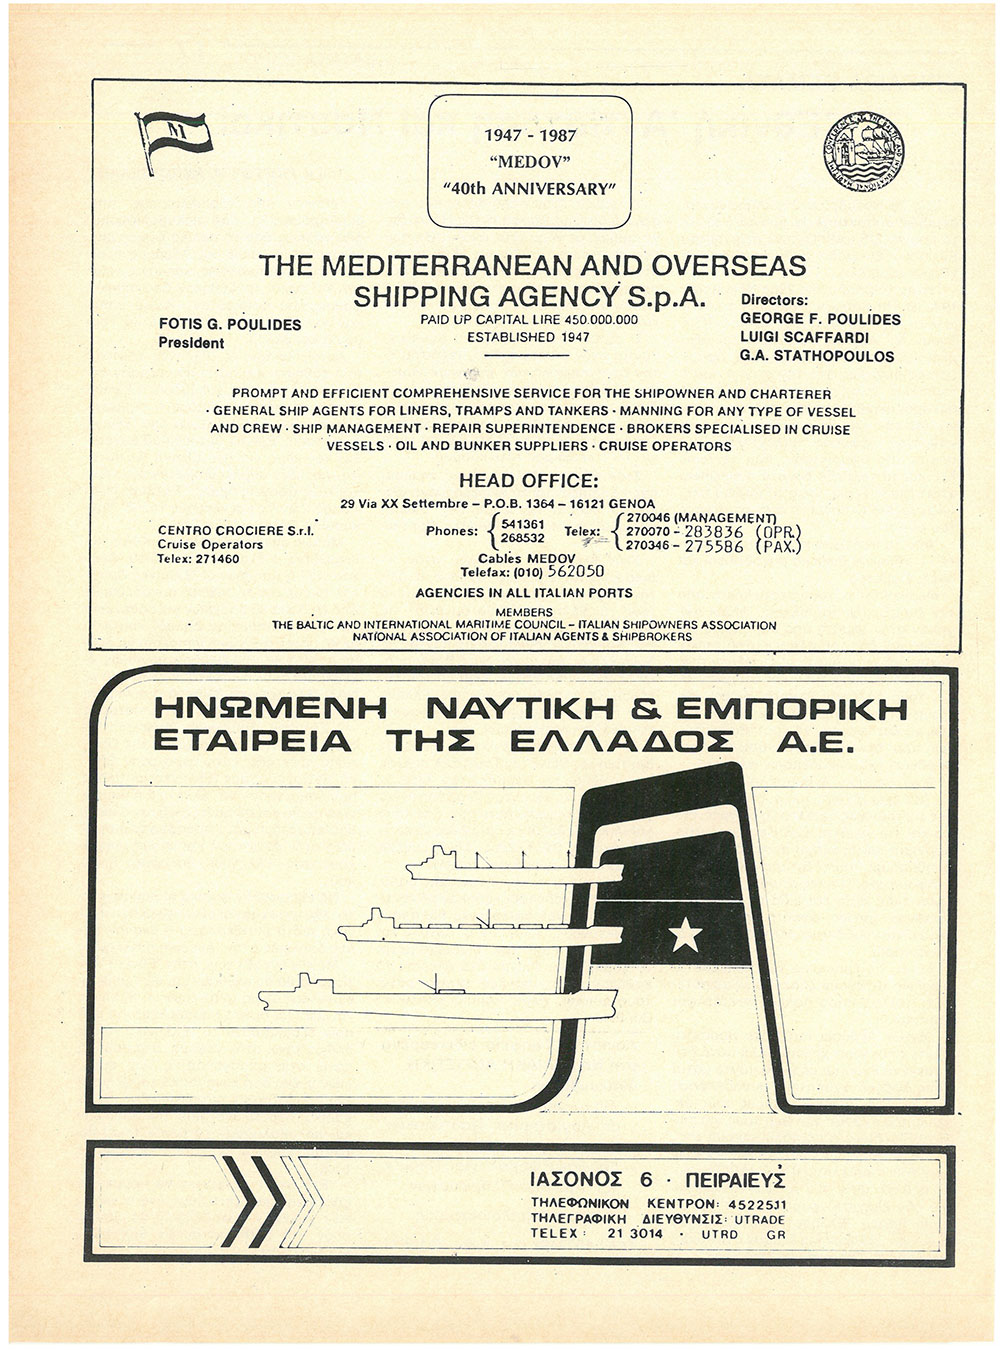 M
1947 - 1987
"MEDOV"
"40th ANNIVERSARY"
CONFERENCE OF THE BALTIC AND INTERNATIONAL MARITIME
THE MEDITERRANEAN AND OVERSEAS
SHIPPING AGENCY S.p.A.
PAID UP CAPITAL LIRE 450.000.000
ESTABLISHED 1947
FOTIS G. POULIDES
President
Directors:
GEORGE F. POULIDES
LUIGI SCAFFARDI
G.A. STATHOPOULOS
PROMPT AND EFFICIENT COMPREHENSIVE SERVICE FOR THE SHIPOWNER AND CHARTERER
· GENERAL SHIP AGENTS FOR LINERS, TRAMPS AND TANKERS · MANNING FOR ANY TYPE OF VESSEL
AND CREW · SHIP MANAGEMENT · REPAIR SUPERINTENDENCE · BROKERS SPECIALISED IN CRUISE
VESSELS · OIL AND BUNKER SUPPLIERS · CRUISE OPERATORS
HEAD OFFICE:
29 Via XX Settembre – P.O.B. 1364 – 16121 GENOA
CENTRO CROCIERE S.r.l.
Cruise Operators
Telex: 271460
Phones: 541361
268532
Telex: 270046 (MANAGEMENT)
270070 - 283836 (OPR.)
270346 - 275586 (PAX.)
Cables MEDOV
Telefax: (010) 562050
AGENCIES IN ALL ITALIAN PORTS
MEMBERS
THE BALTIC AND INTERNATIONAL MARITIME COUNCIL – ITALIAN SHIPOWNERS ASSOCIATION
NATIONAL ASSOCIATION OF ITALIAN AGENTS & SHIPBROKERS
ΗΝΩΜΕΝΗ ΝΑΥΤΙΚΗ & ΕΜΠΟΡΙΚΗ
ΕΤΑΙΡΕΙΑ ΤΗΣ ΕΛΛΑΔΟΣ Α.Ε.
ΙΑΣΟΝΟΣ 6 · ΠΕΙΡΑΙΕΥΣ
ΤΗΛΕΦΩΝΙΚΟΝ ΚΕΝΤΡΟΝ: 4522511
ΤΗΛΕΓΡΑΦΙΚΗ ΔΙΕΥΘΥΝΣΙΣ: UTRADE
TELEX: 21 3014 · UTRD GR